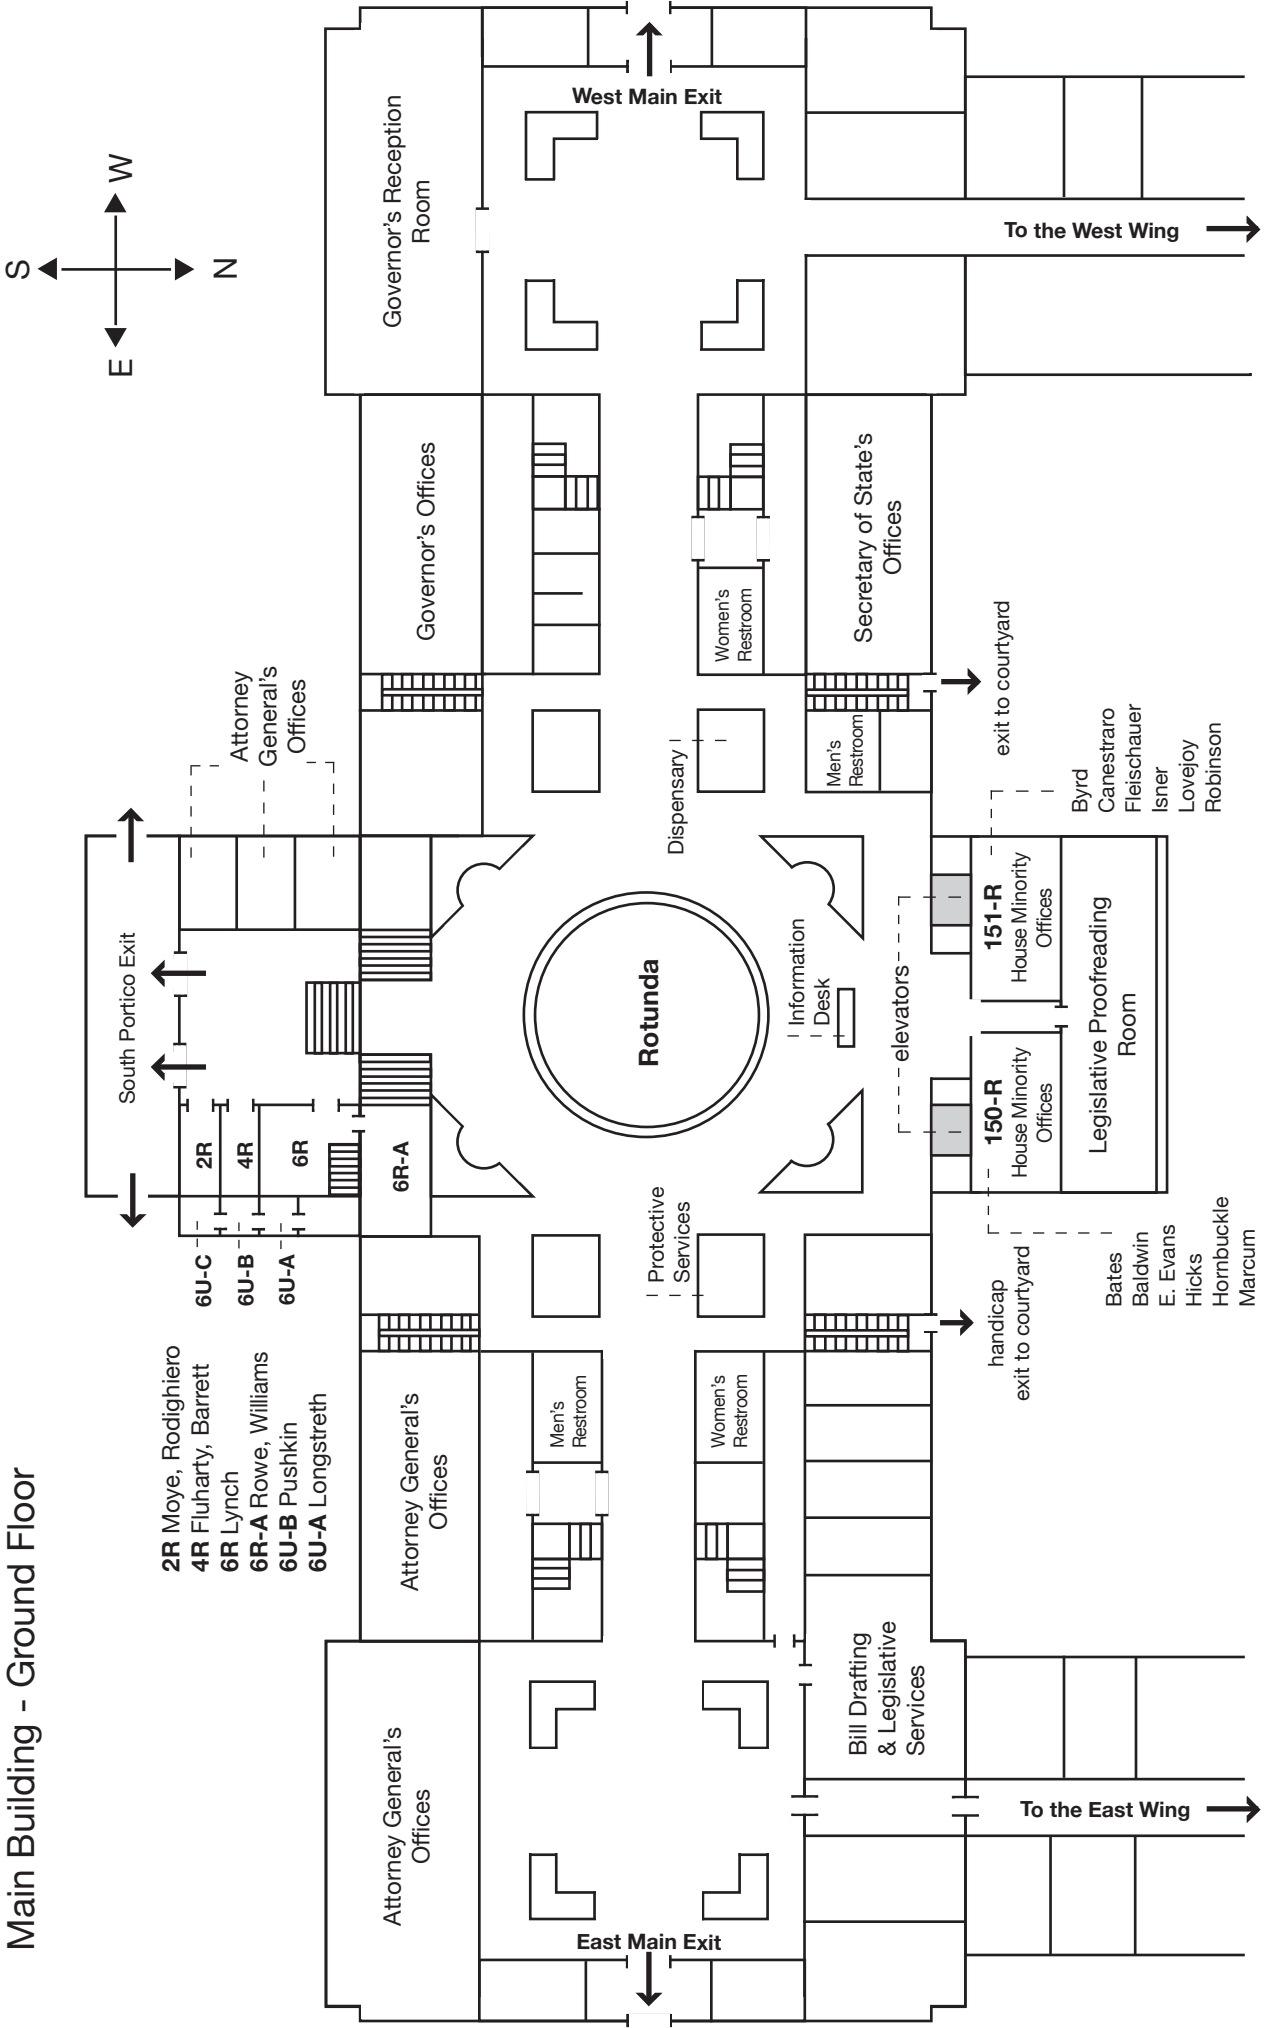 Main Building - Ground Floor
S
W
E
N
2R Moye, Rodighiero
4R Fluharty, Barrett
6R Lynch
6R-A Rowe, Williams
6U-B Pushkin
6U-A Longstreth
South Portico Exit
Attorney
General's
Offices
6U-C
6U-B
6U-A
2R
4R
6R
6R-A
Attorney General's
Offices
Attorney General's
Offices
Governor's Offices
Governor's Reception
Room
Men's
Restroom
East Main Exit
Protective
Services
Rotunda
Dispensary
West Main Exit
Women's
Restroom
Women's
Restroom
Information
Desk
Bill Drafting
& Legislative
Services
Men's
Restroom
Secretary of State's
Offices
elevators
handicap
exit to courtyard
150-R
House Minority
Offices
151-R
House Minority
Offices
exit to courtyard
To the East Wing
Legislative Proofreading
Room
To the West Wing
Bates
Baldwin
E. Evans
Hicks
Hornbuckle
Marcum
Byrd
Canestraro
Fleischauer
Isner
Lovejoy
Robinson